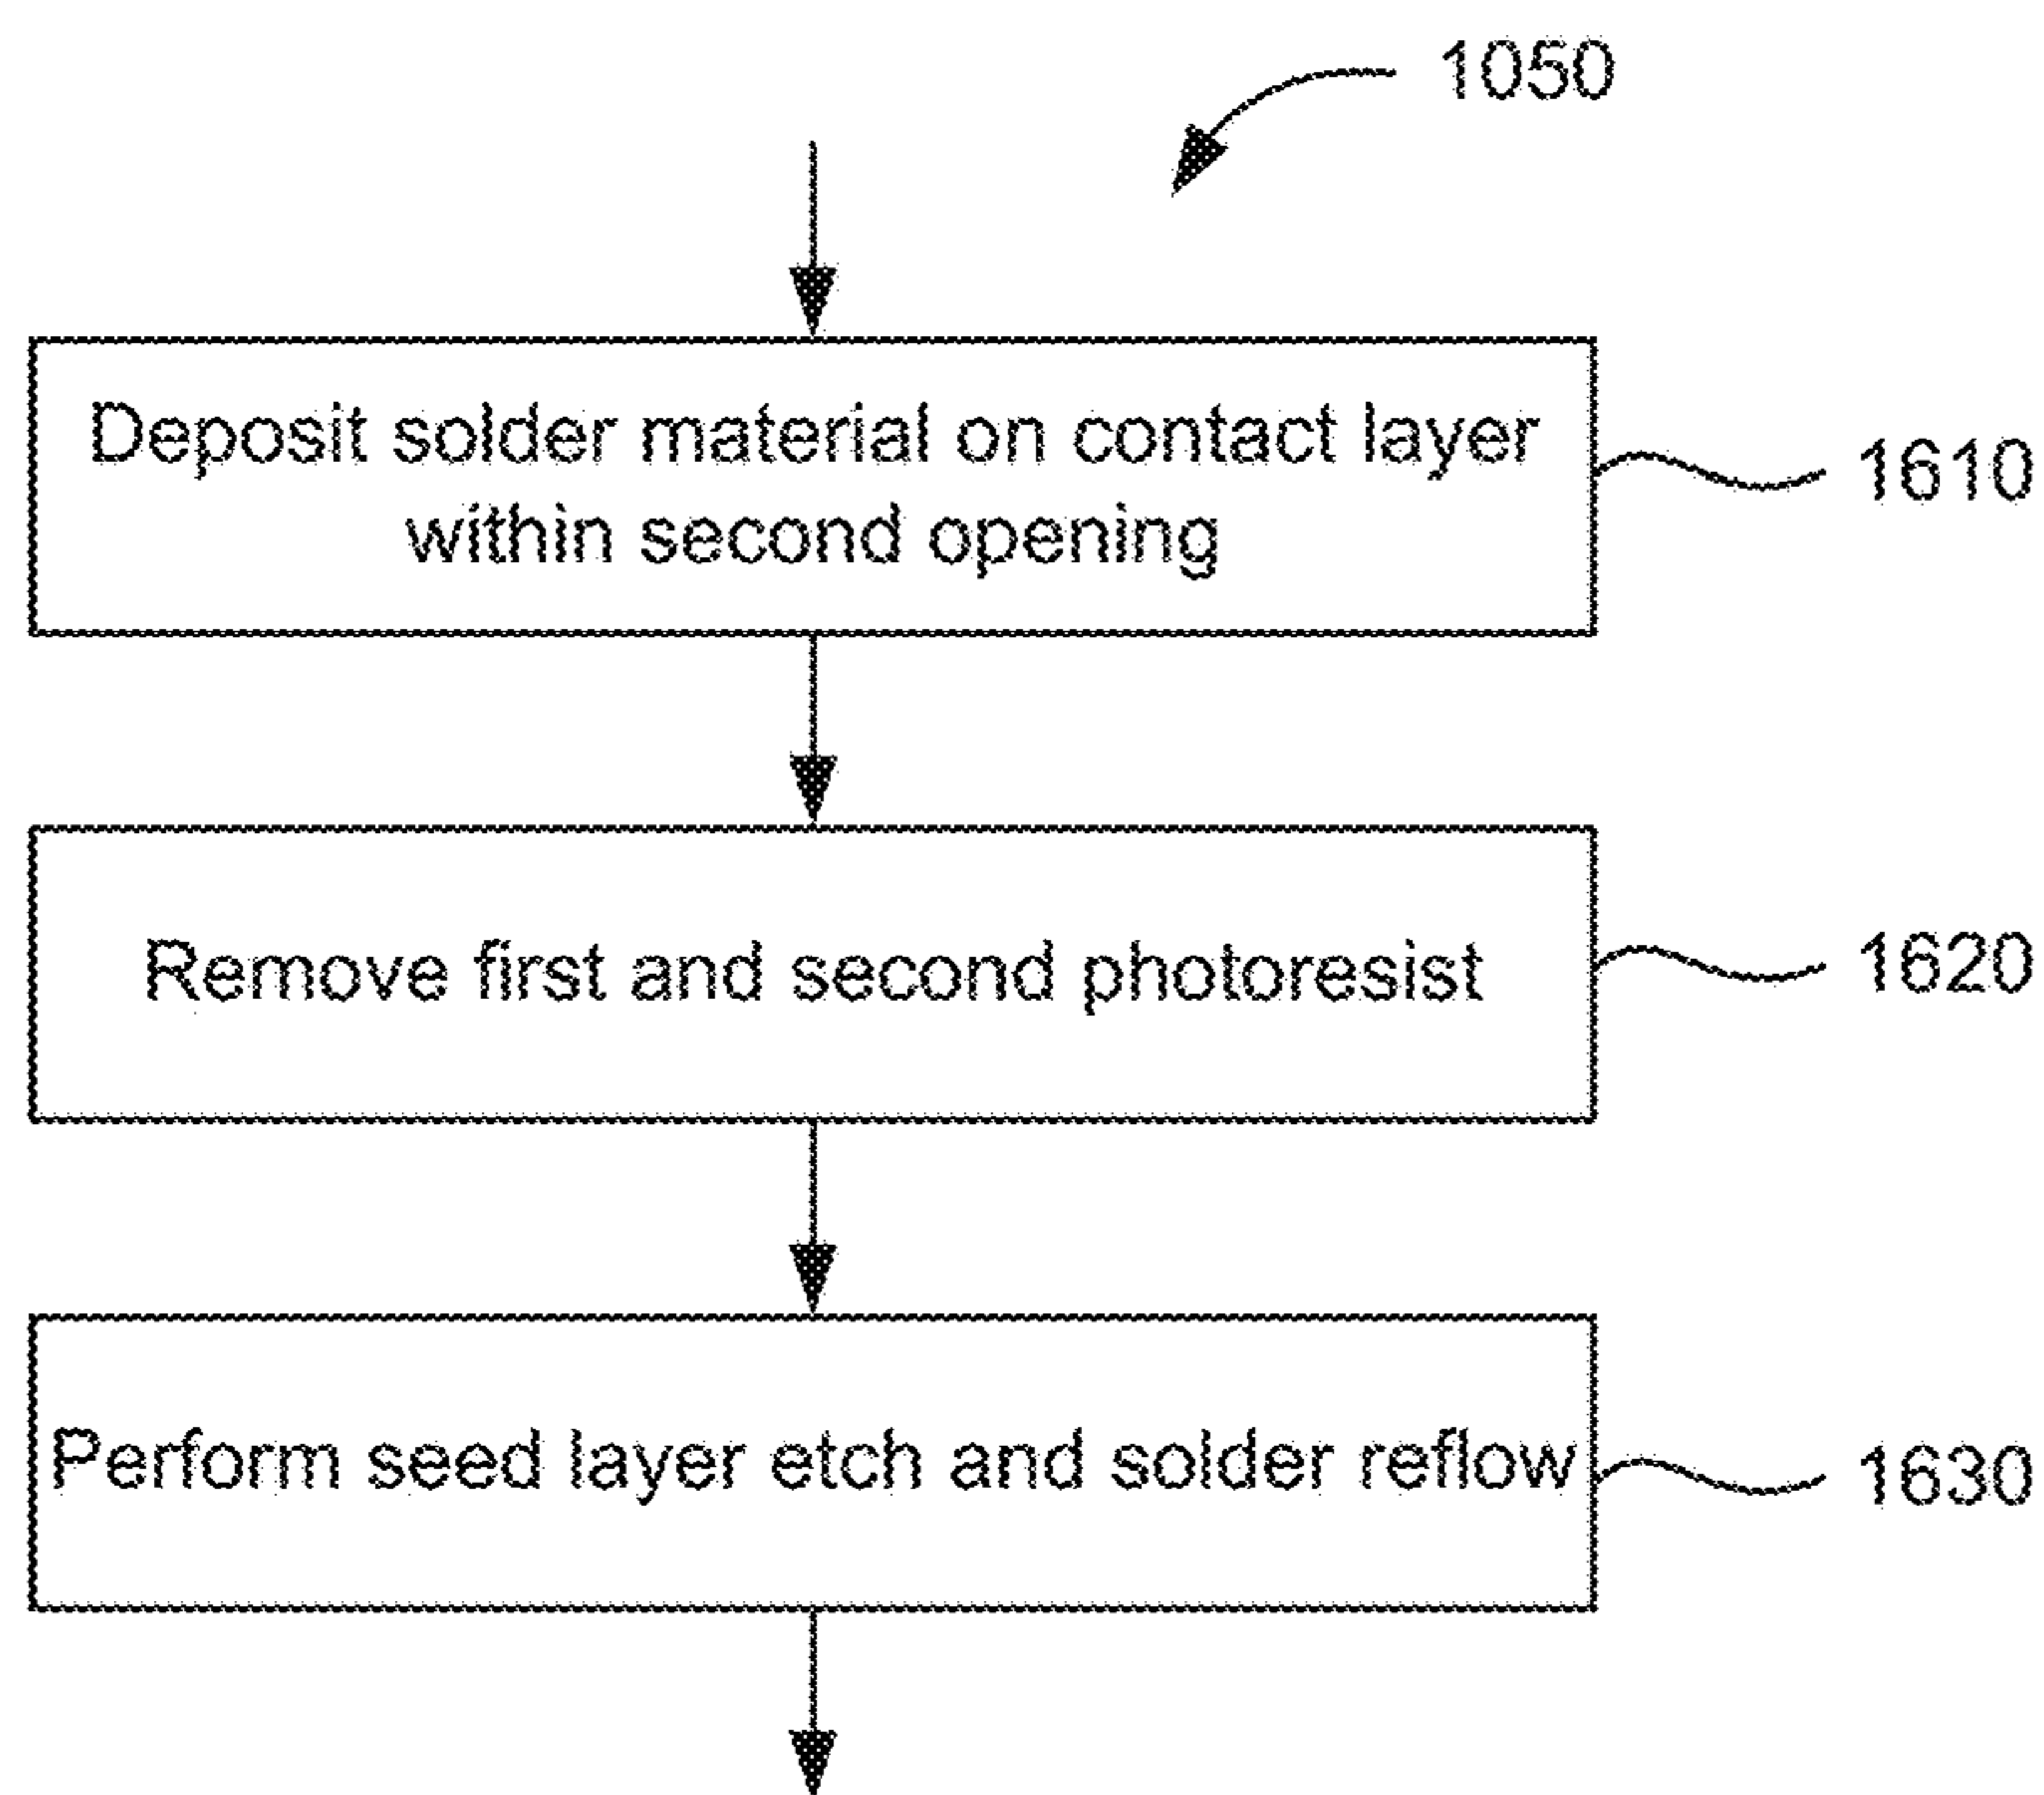 1050
Deposit solder material on contact layer
within second opening
1610
Remove first and second photoresist
1620
Perform seed layer etch and solder reflow
1630